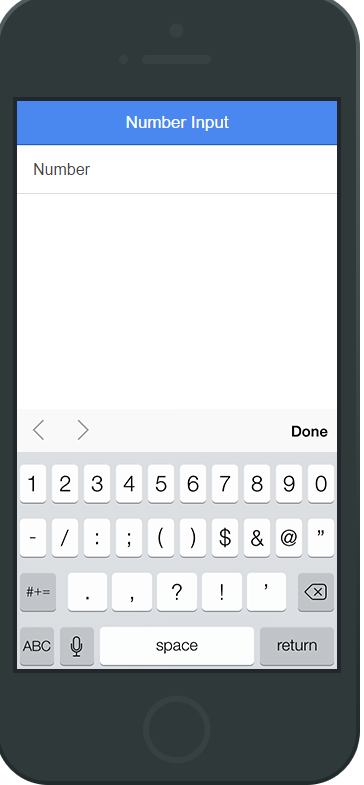 Number Input
Number
Done
1 2 3 4 5 6 7 8 9 0
- / : ; ( ) $ & @ ”
#+= . , ? ! ’
ABC space return